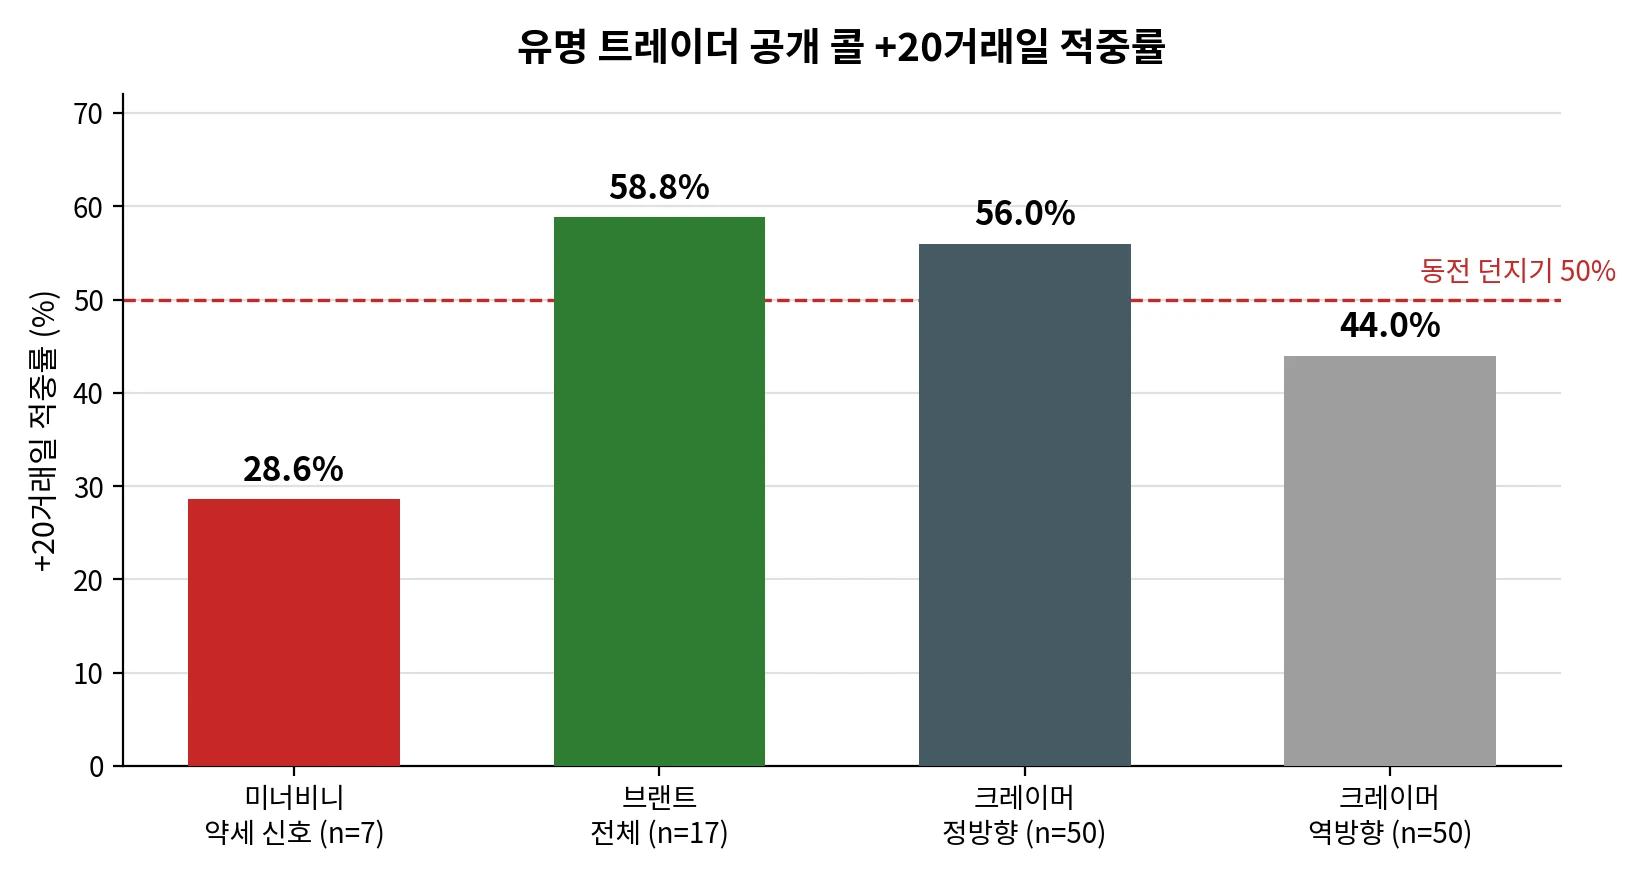 유명 트레이더 공개 콜 +20거래일 적중률
+20거래일 적중률 (%)
70
60
50
40
30
20
10
0
28.6%
58.8%
56.0%
44.0%
동전 던지기 50%
미너비니
약세 신호 (n=7)
브랜트
전체 (n=17)
크레이머
정방향 (n=50)
크레이머
역방향 (n=50)